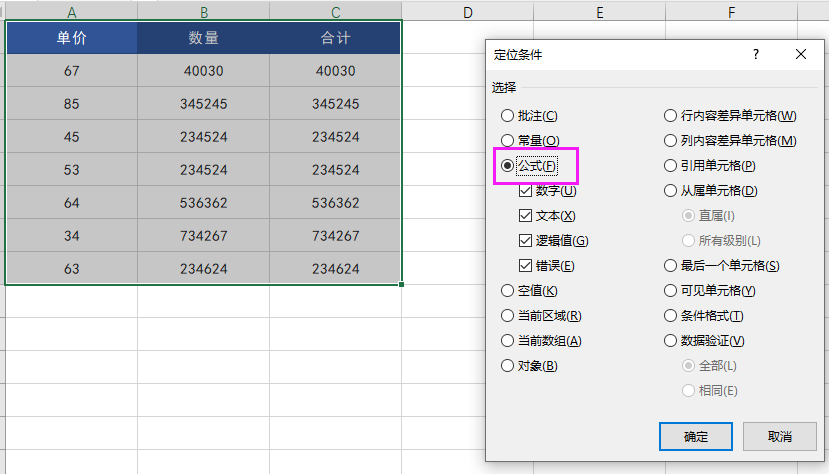 A B C D E F
单价 数量 合计
67 40030 40030
85 345245 345245
45 234524 234524
53 234524 234524
64 536362 536362
34 734267 734267
63 234624 234624
定位条件 ?
选择
批注(C) 行内容差异单元格(W)
常量(O) 列内容差异单元格(M)
公式(F) 引用单元格(P)
数字(U) 从属单元格(D)
文本(X) 直属(I)
逻辑值(G) 所有级别(L)
错误(E) 最后一个单元格(S)
空值(K) 可见单元格(Y)
当前区域(R) 条件格式(T)
当前数组(A) 数据验证(V)
对象(B) 全部(L)
相同(E)
确定 取消